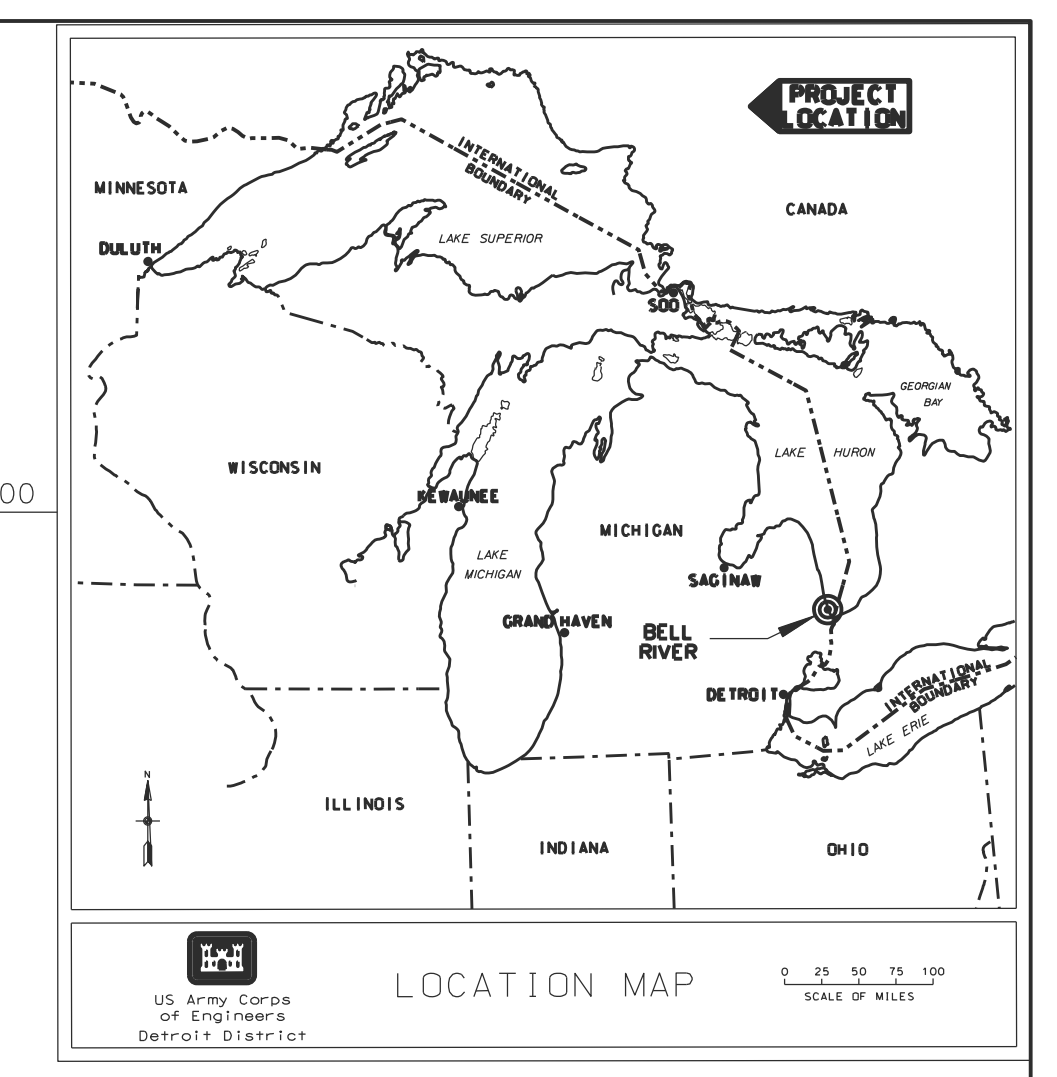 PROJECT
LOCATION
INTERNATIONAL
BOUNDARY
MINNESOTA
CANADA
DULUTH
LAKE SUPERIOR
SOO
GEORGIAN
BAY
LAKE HURON
WISCONSIN
KEWAUNEE
MICHIGAN
LAKE
MICHIGAN
SAGINAW
GRAND HAVEN
BELL
RIVER
DETROIT
INTERNATIONAL
BOUNDARY
LAKE ERIE
N
ILLINOIS
INDIANA
OHIO
00
US Army Corps
of Engineers
Detroit District
LOCATION MAP
0 25 50 75 100
SCALE OF MILES